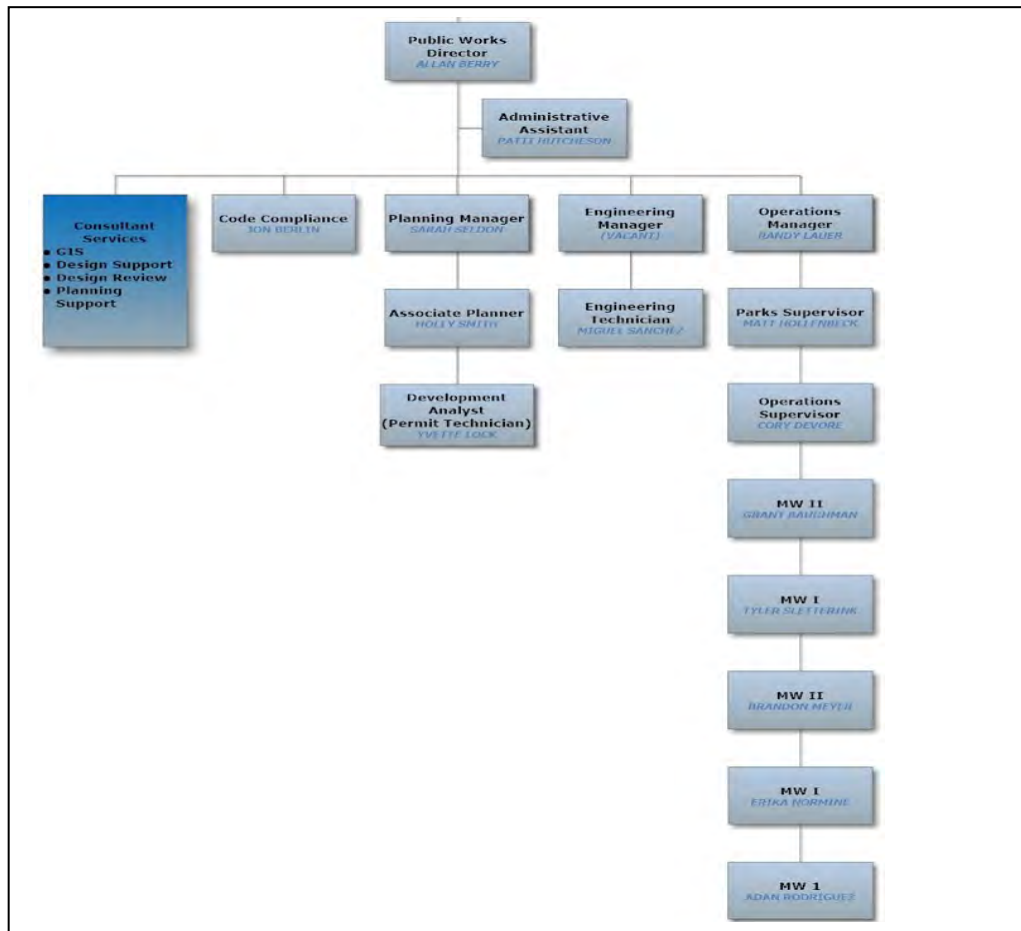 Public Works
Director
ALLAN BERRY
Administrative
Assistant
PATTI HUTCHESON
Consultant
Services
• GIS
• Design Support
• Design Review
• Planning
Support
Code Compliance
JON BERLIN
Planning Manager
SARAH SELDON
Engineering
Manager
(VACANT)
Operations
Manager
RANDY LAUER
Associate Planner
HOLLY SMITH
Engineering
Technician
MIGUEL SANCHEZ
Parks Supervisor
MATT HOLLENBECK
Development
Analyst
(Permit Technician)
YVETTE LOCK
Operations
Supervisor
CORY DEVORE
MW II
GRANT BAUGHMAN
MW I
TYLER SLETTERINK
MW II
BRANDON MEYER
MW I
ERIKA NORMINE
MW 1
ADAN RODRIGUEZ